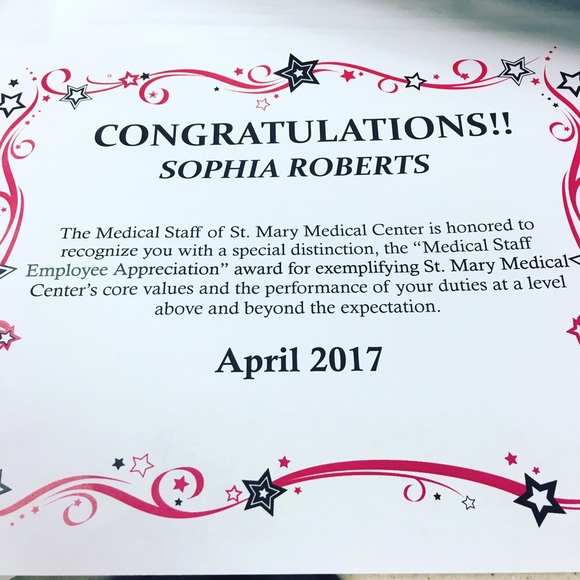 CONGRATULATIONS!!
SOPHIA ROBERTS
The Medical Staff of St. Mary Medical Center is honored to
recognize you with a special distinction, the “Medical Staff
Employee Appreciation” award for exemplifying St. Mary Medical
Center’s core values and the performance of your duties at a level
above and beyond the expectation.
April 2017